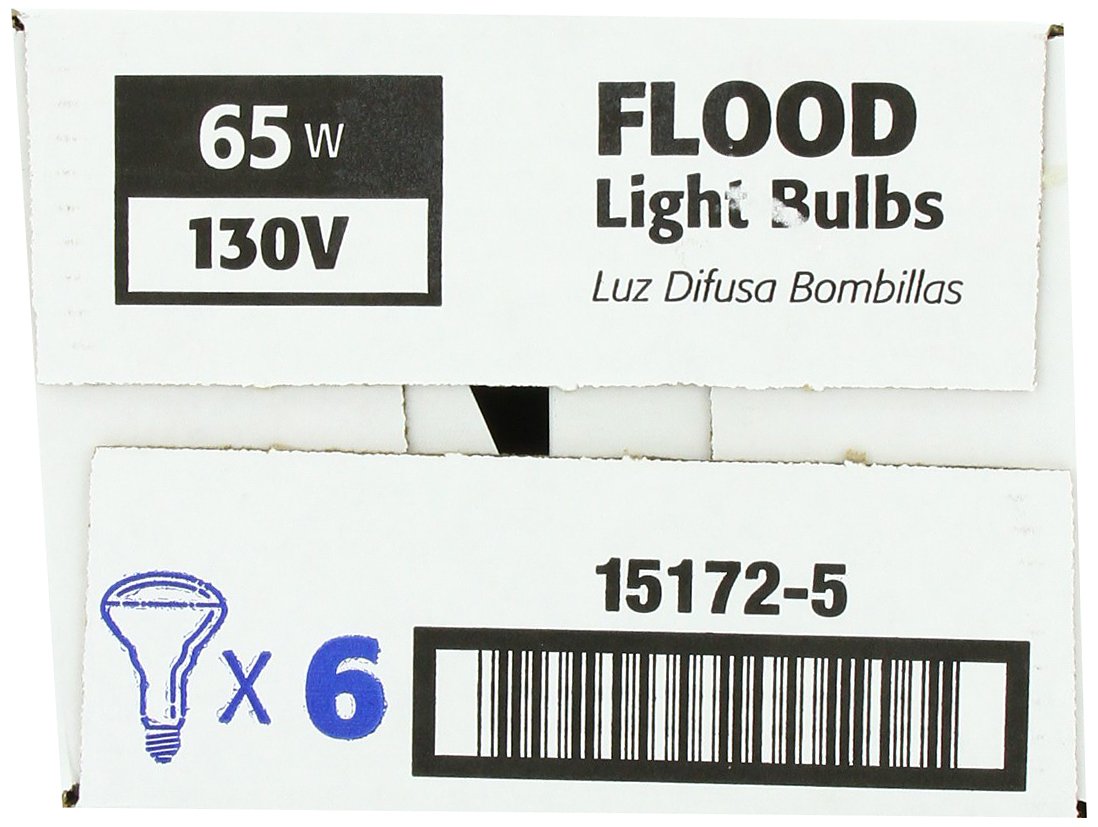 65 W
130V
FLOOD
Light Bulbs
Luz Difusa Bombillas
15172-5
X 6